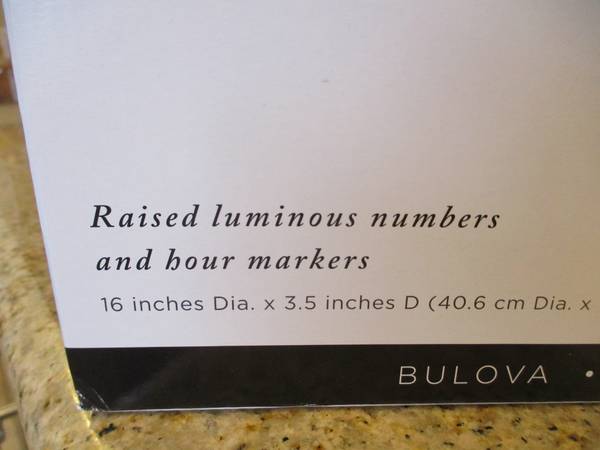 Raised luminous numbers
and hour markers
16 inches Dia. x 3.5 inches D (40.6 cm Dia. x
BULOVA •